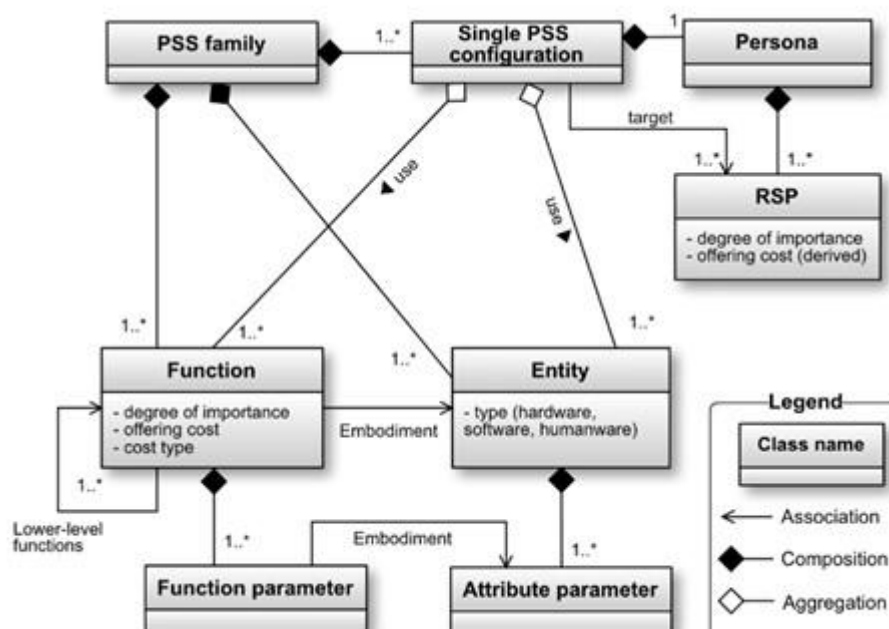 PSS family
1..*
Single PSS
configuration
1
Persona
target
use
use
1..*
1..*
RSP
- degree of importance
- offering cost (derived)
1..*
1..*
1..*
1..*
Function
- degree of importance
- offering cost
- cost type
Embodiment
Entity
- type (hardware,
software, humanware)
1..*
Lower-level
functions
1..*
Embodiment
1..*
Function parameter
Attribute parameter
Legend
Class name
Association
Composition
Aggregation